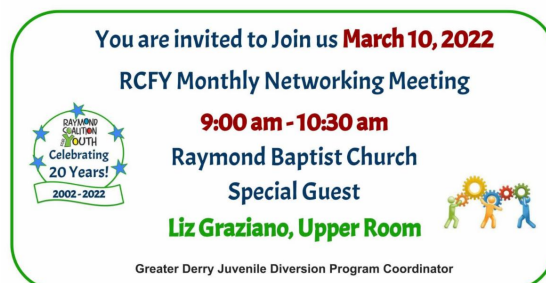 You are invited to Join us March 10, 2022
RCFY Monthly Networking Meeting
9:00 am - 10:30 am
Raymond Baptist Church
Special Guest
Liz Graziano, Upper Room
Greater Derry Juvenile Diversion Program Coordinator
RAYMOND
COALITION
YOUTH
Celebrating
20 Years!
2002 - 2022